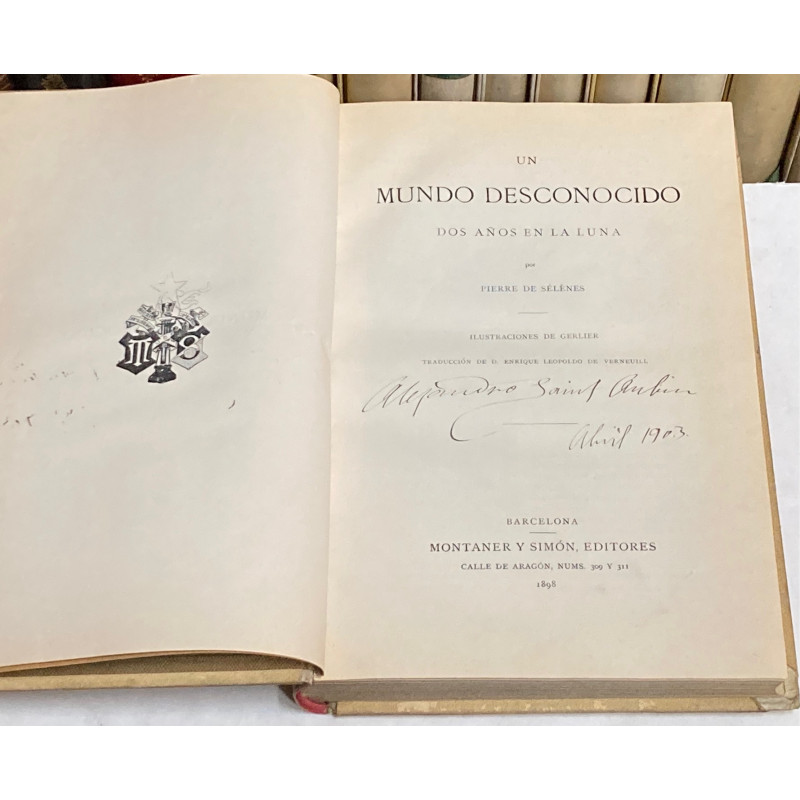 M S
UN
MUNDO DESCONOCIDO
DOS AÑOS EN LA LUNA
por
PIERRE DE SÉLÈNES
ILUSTRACIONES DE GERLIER
TRADUCCIÓN DE D. ENRIQUE LEOPOLDO DE VERNEUILL
Alejandro Saint Aubin
Abril 1903.
BARCELONA
MONTANER Y SIMÓN, EDITORES
CALLE DE ARAGÓN, NUMS. 309 Y 311
1898